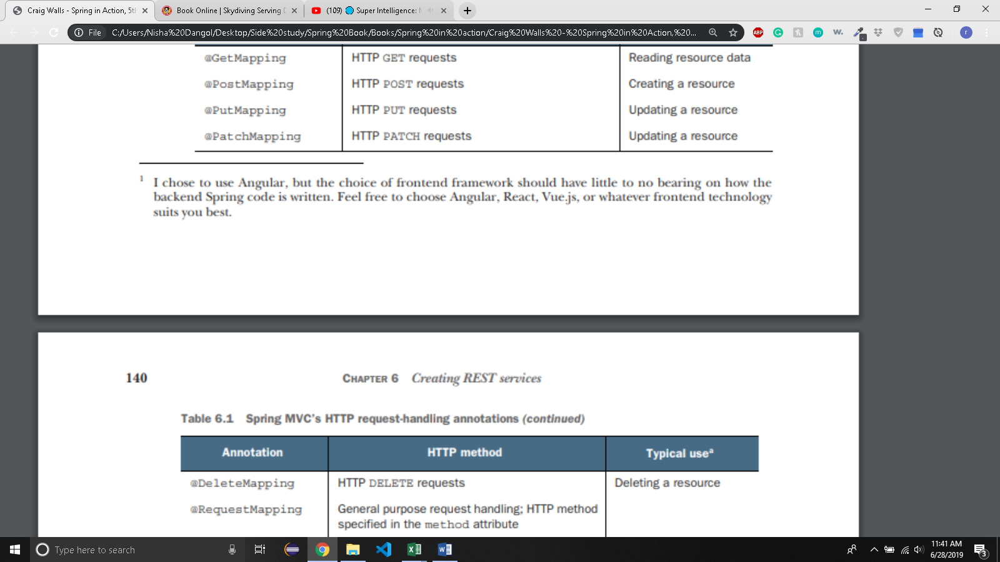 Craig Walls - Spring in Action, 5th
Book Online | Skydiving Serving
(109) Super Intelligence:
File C:/Users/Nisha%20Dangol/Desktop/Side%20study/Spring%20Book/Books/Spring%20in%20action/Craig%20Walls%20-%20Spring%20in%20Action,%20...
@GetMapping HTTP GET requests Reading resource data
@PostMapping HTTP POST requests Creating a resource
@PutMapping HTTP PUT requests Updating a resource
@PatchMapping HTTP PATCH requests Updating a resource
1 I chose to use Angular, but the choice of frontend framework should have little to no bearing on how the
backend Spring code is written. Feel free to choose Angular, React, Vue.js, or whatever frontend technology
suits you best.
140 CHAPTER 6 Creating REST services
Table 6.1 Spring MVC's HTTP request-handling annotations (continued)
Annotation HTTP method Typical useª
@DeleteMapping HTTP DELETE requests Deleting a resource
@RequestMapping General purpose request handling; HTTP method
specified in the method attribute
Type here to search
11:41 AM
6/28/2019
3